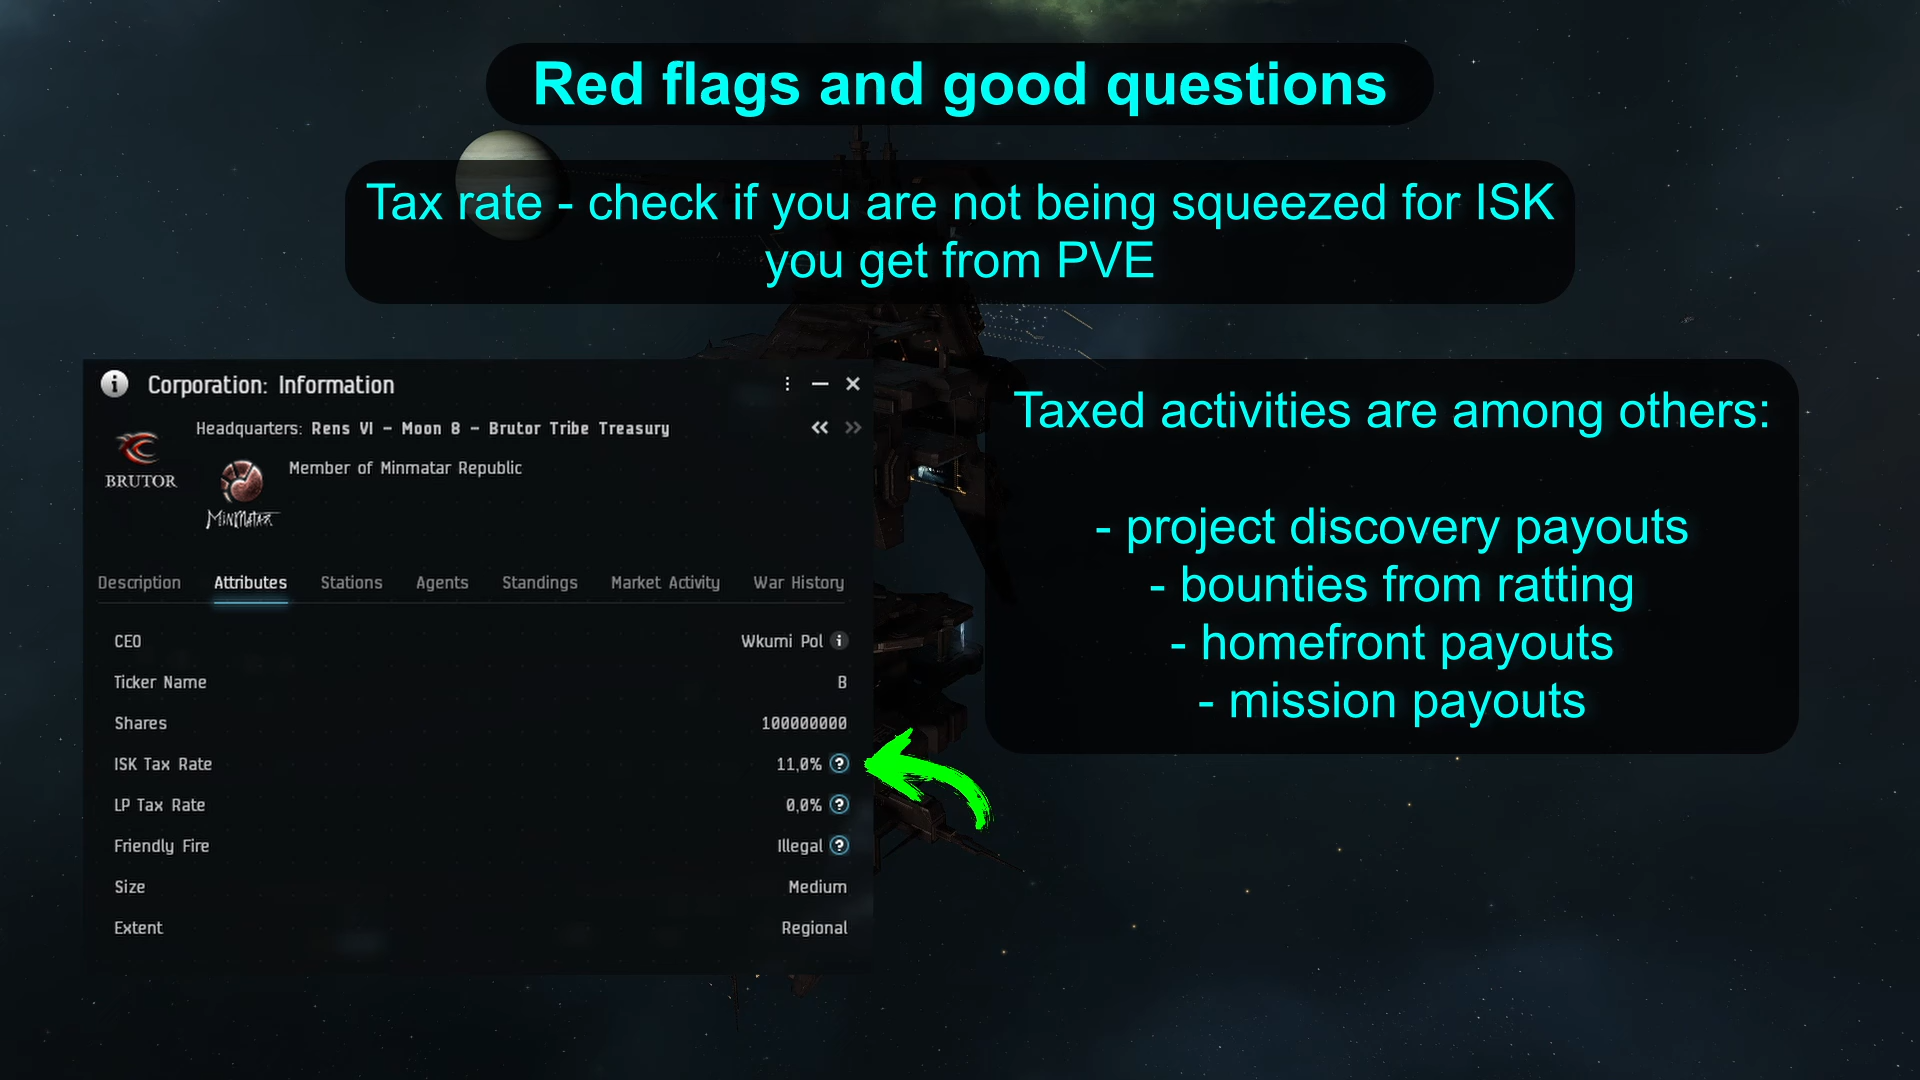 Red flags and good questions
Tax rate - check if you are not being squeezed for ISK
you get from PVE
Corporation: Information
Headquarters: Rens VI - Moon 8 - Brutor Tribe Treasury
BRUTOR
Member of Minmatar Republic
MINMATAR
Description Attributes Stations Agents Standings Market Activity War History
CEO Wkumi Pol
Ticker Name B
Shares 100000000
ISK Tax Rate 11,0% ?
LP Tax Rate 0,0% ?
Friendly Fire Illegal ?
Size Medium
Extent Regional
Taxed activities are among others:
- project discovery payouts
- bounties from ratting
- homefront payouts
- mission payouts